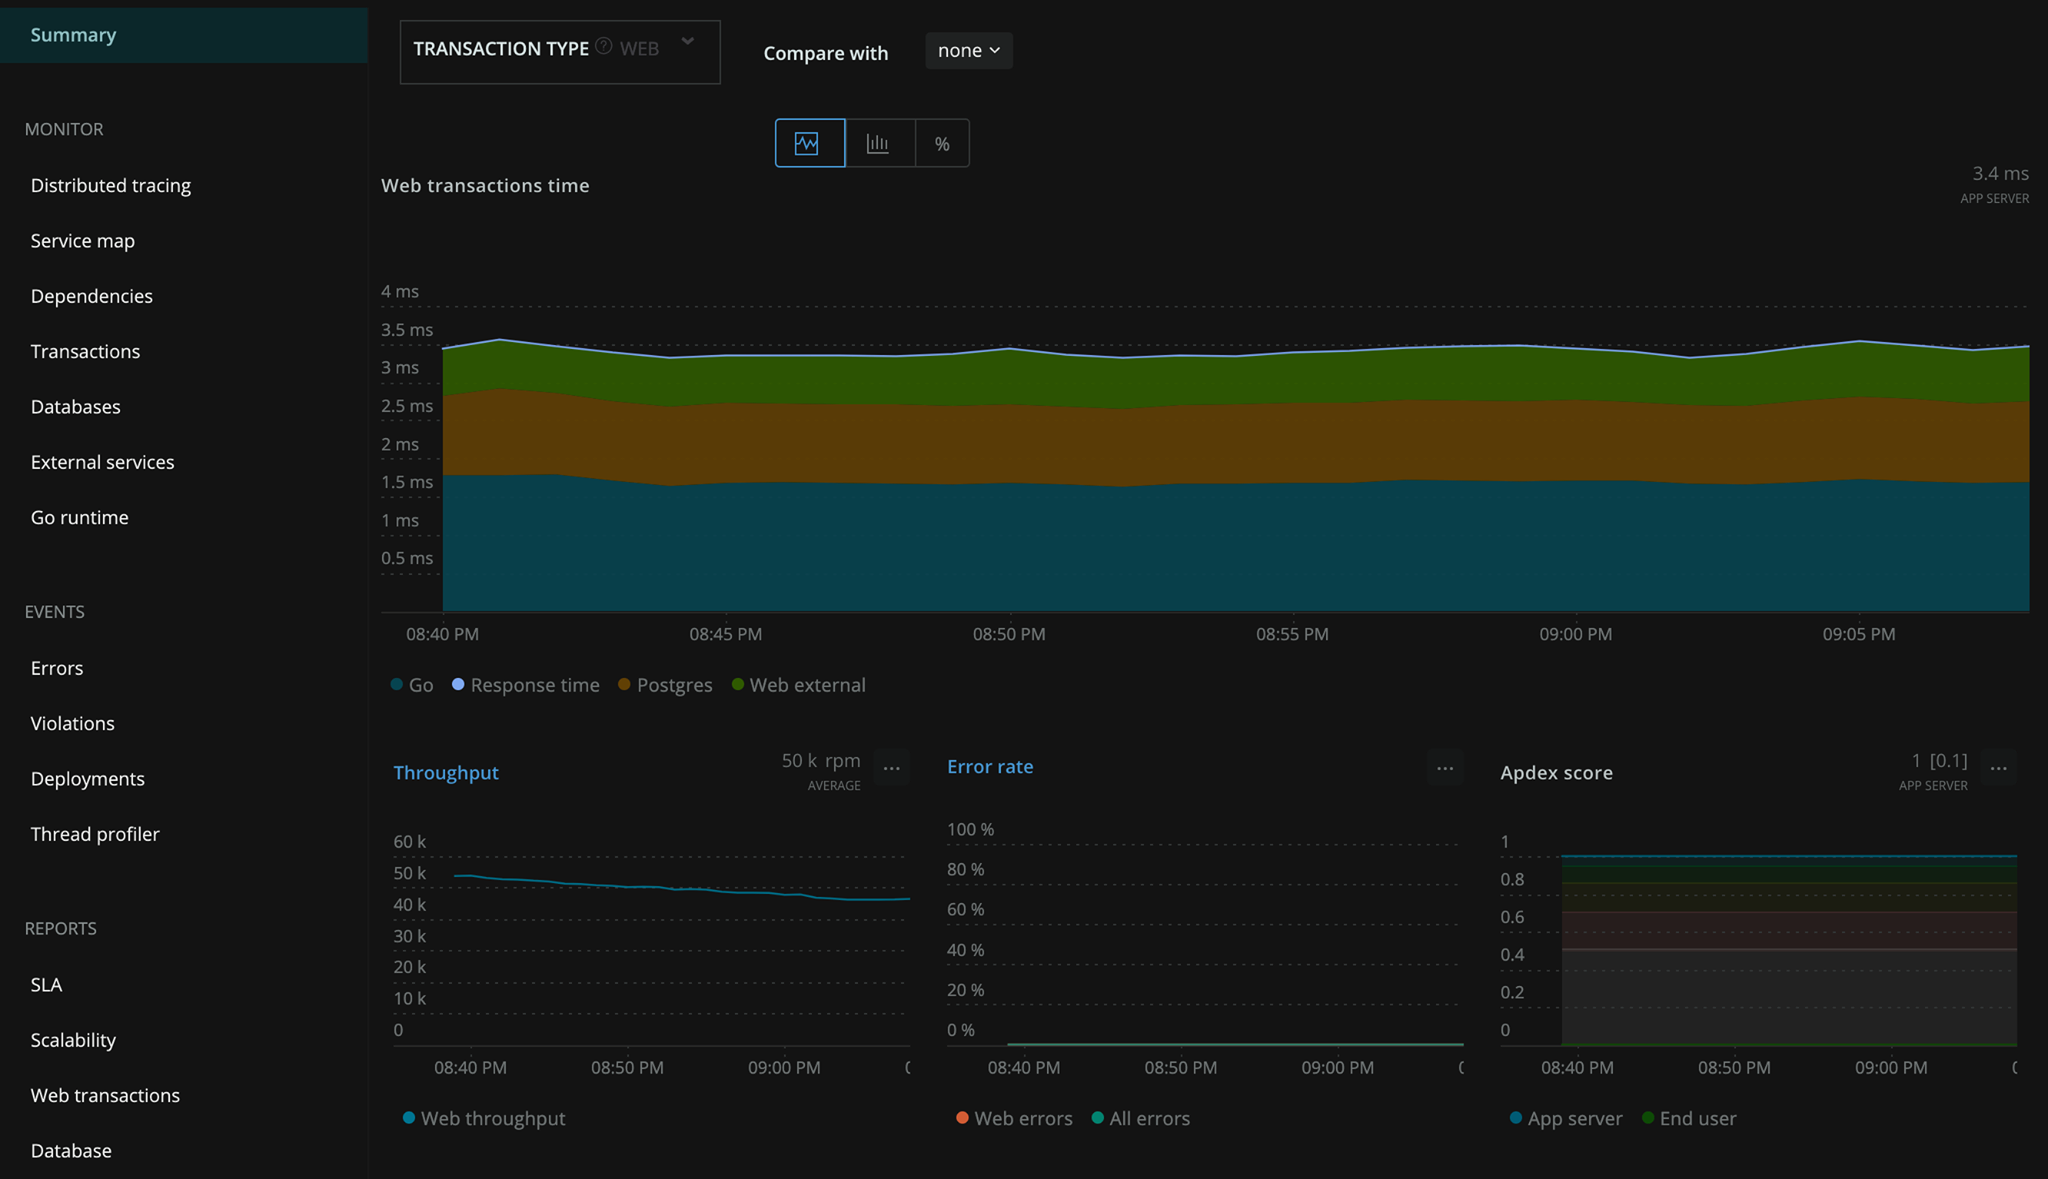 Summary
MONITOR
Distributed tracing
Service map
Dependencies
Transactions
Databases
External services
Go runtime
EVENTS
Errors
Violations
Deployments
Thread profiler
REPORTS
SLA
Scalability
Web transactions
Database
TRANSACTION TYPE ? WEB
Compare with none
%
Web transactions time
3.4 ms
APP SERVER
4 ms
3.5 ms
3 ms
2.5 ms
2 ms
1.5 ms
1 ms
0.5 ms
08:40 PM 08:45 PM 08:50 PM 08:55 PM 09:00 PM 09:05 PM
Go Response time Postgres Web external
Throughput
50 k rpm ...
AVERAGE
60 k
50 k
40 k
30 k
20 k
10 k
0
08:40 PM 08:50 PM 09:00 PM
Web throughput
Error rate ...
100 %
80 %
60 %
40 %
20 %
0 %
08:40 PM 08:50 PM 09:00 PM
Web errors All errors
Apdex score
1 [0.1] ...
APP SERVER
1
0.8
0.6
0.4
0.2
0
08:40 PM 08:50 PM 09:00 PM
App server End user